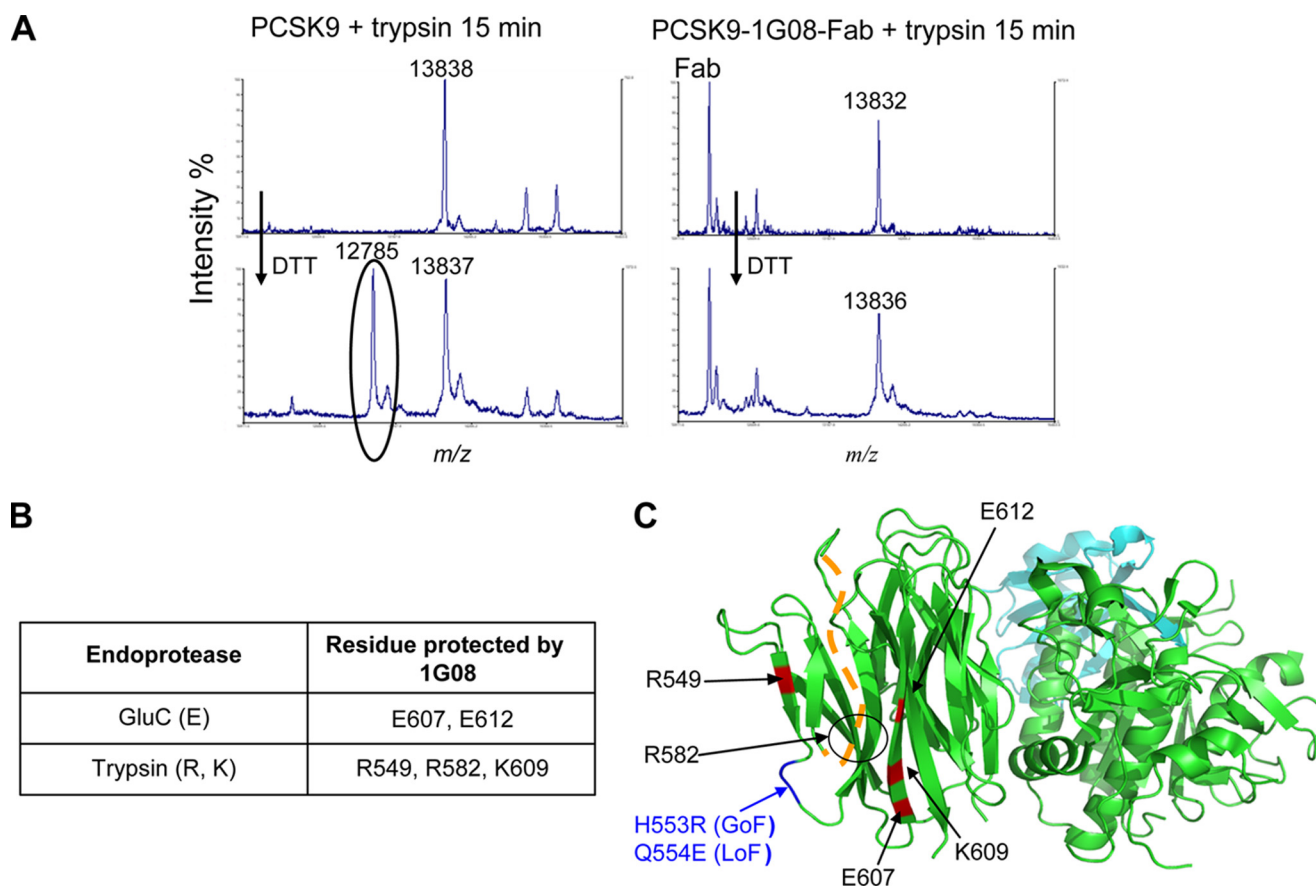 A
PCSK9 + trypsin 15 min
PCSK9-1G08-Fab + trypsin 15 min
Intensity %
13838
Fab
13832
DTT
DTT
12785
13837
13836
m/z
m/z
B
Endoprotease
Residue protected by 1G08
GluC (E)
E607, E612
Trypsin (R, K)
R549, R582, K609
C
E612
R549
R582
H553R (GoF)
Q554E (LoF)
K609
E607